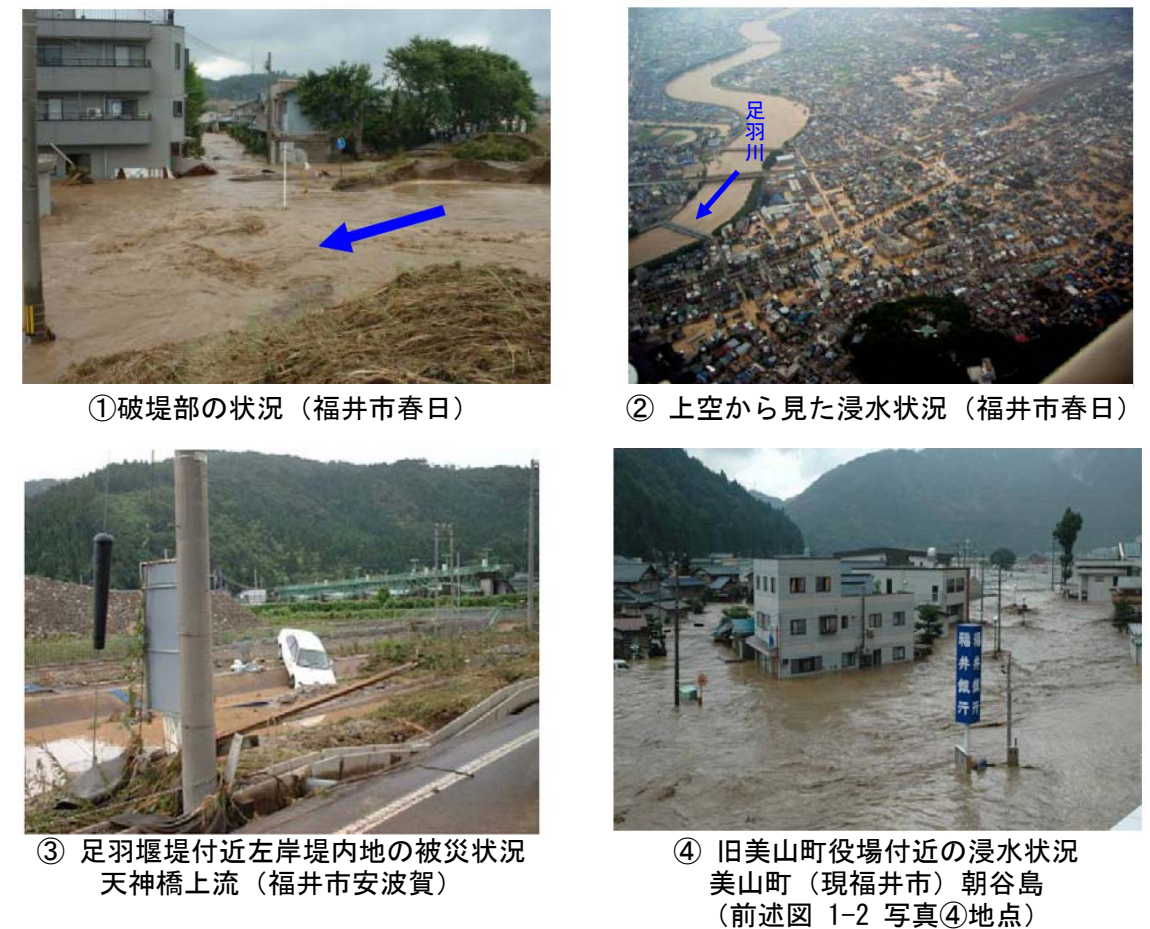 足羽川
①破堤部の状況（福井市春日）
② 上空から見た浸水状況（福井市春日）
福井銀行
福井銀行
③ 足羽堰堤付近左岸堤内地の被災状況
天神橋上流（福井市安波賀）
④ 旧美山町役場付近の浸水状況
美山町（現福井市）朝谷島
（前述図 1-2 写真④地点）